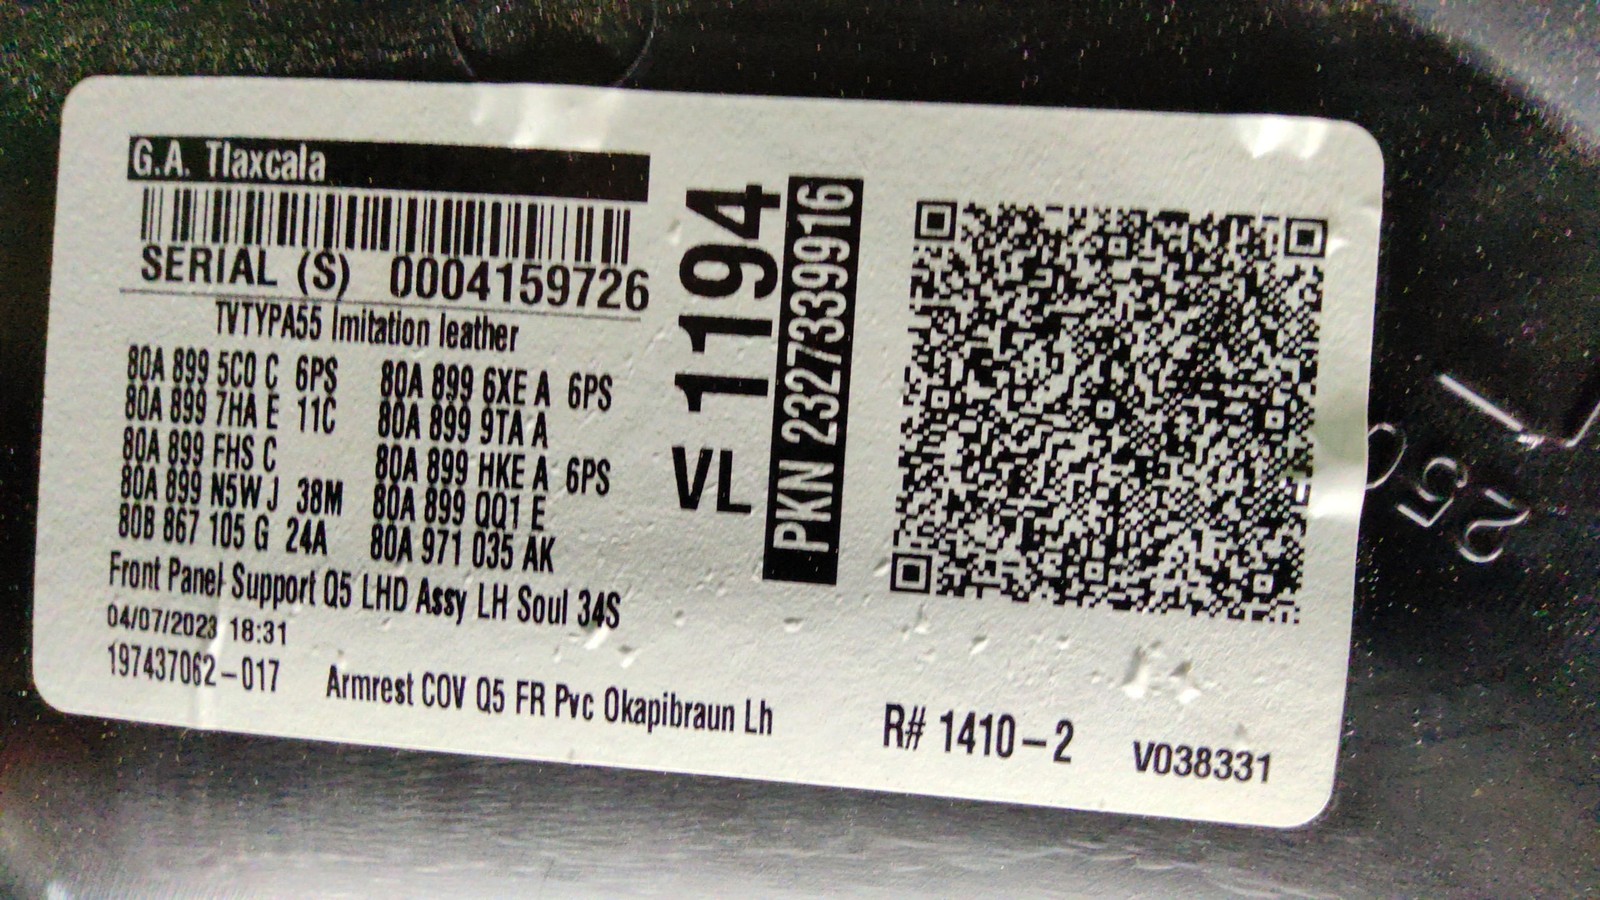 G.A. Tlaxcala
SERIAL (S) 0004159726
TVTYPA55 Imitation leather
80A 899 5C0 C 6PS 80A 899 6XE A 6PS
80A 899 7HA E 11C 80A 899 9TA A
80A 899 FHS C 80A 899 HKE A 6PS
80A 899 N5W J 38M 80A 899 QQ1 E
80B 867 105 G 24A 80A 971 035 AK
Front Panel Support Q5 LHD Assy LH Soul 34S
04/07/2023 18:31
197437062-017 Armrest COV Q5 FR Pvc Okapibraun Lh
VL 1194
PKN 2327339916
R# 1410-2 V038331